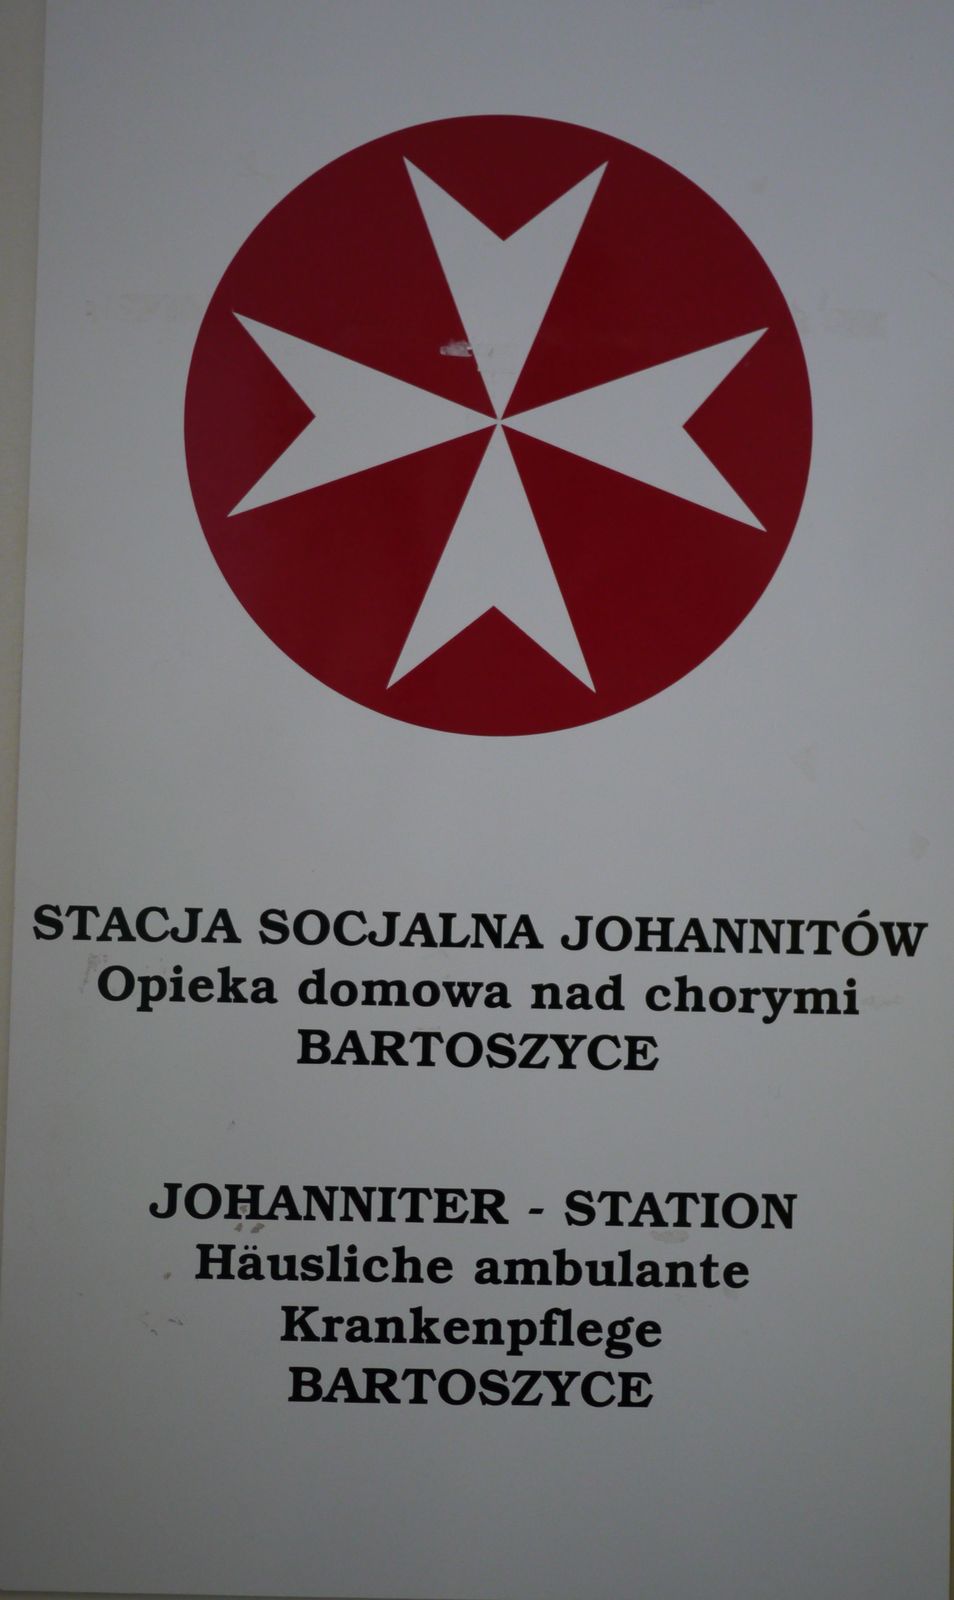 STACJA SOCJALNA JOHANNITÓW
Opieka domowa nad chorymi
BARTOSZYCE
JOHANNITER - STATION
Häusliche ambulante
Krankenpflege
BARTOSZYCE